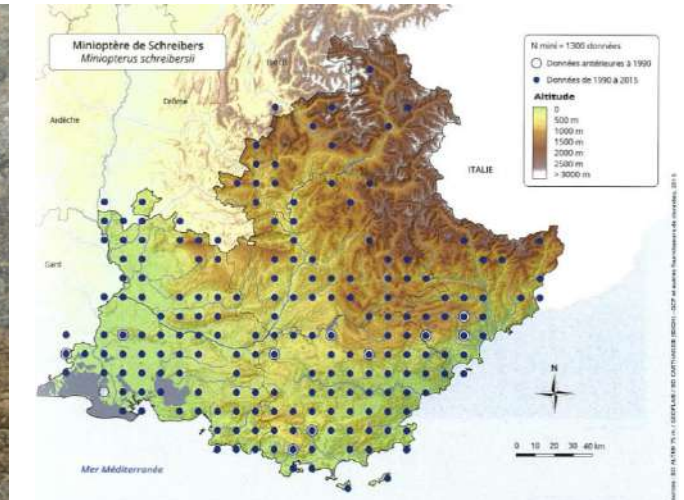 Minioptère de Schreibers
Miniopterus schreibersii
N mini = 1300 données
Données antérieures à 1990
Données de 1990 à 2015
Altitude
0
500 m
1000 m
1500 m
2000 m
2500 m
> 3000 m
Drôme
Ardèche
ITALIE
Gard
N
0 10 20 30 40 km
Mer Méditerranée